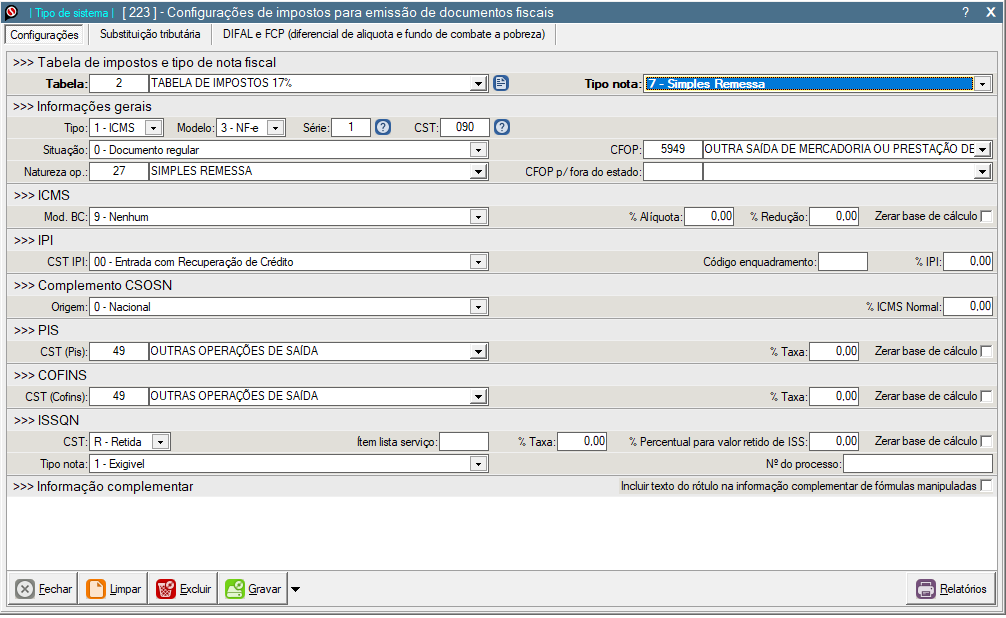 | Tipo de sistema | [ 223 ] - Configurações de impostos para emissão de documentos fiscais ? X
Configurações Substituição tributária DIFAL e FCP (diferencial de aliquota e fundo de combate a pobreza)
>>> Tabela de impostos e tipo de nota fiscal
Tabela: 2 TABELA DE IMPOSTOS 17% Tipo nota: 7 - Simples Remessa
>>> Informações gerais
Tipo: 1 - ICMS Modelo: 3 - NF-e Série: 1 ? CST: 090 ?
Situação: 0 - Documento regular CFOP: 5949 OUTRA SAÍDA DE MERCADORIA OU PRESTAÇÃO DE
Natureza op.: 27 SIMPLES REMESSA CFOP p/ fora do estado:
>>> ICMS
Mod. BC: 9 - Nenhum % Alíquota: 0,00 % Redução: 0,00 Zerar base de cálculo
>>> IPI
CST IPI: 00 - Entrada com Recuperação de Crédito Código enquadramento: % IPI: 0,00
>>> Complemento CSOSN
Origem: 0 - Nacional % ICMS Normal: 0,00
>>> PIS
CST (Pis): 49 OUTRAS OPERAÇÕES DE SAÍDA % Taxa: 0,00 Zerar base de cálculo
>>> COFINS
CST (Cofins): 49 OUTRAS OPERAÇÕES DE SAÍDA % Taxa: 0,00 Zerar base de cálculo
>>> ISSQN
CST: R - Retida Ítem lista serviço: % Taxa: 0,00 % Percentual para valor retido de ISS: 0,00 Zerar base de cálculo
Tipo nota: 1 - Exigivel Nº do processo:
>>> Informação complementar Incluir texto do rótulo na informação complementar de fórmulas manipuladas
Fechar Limpar Excluir Gravar Relatórios